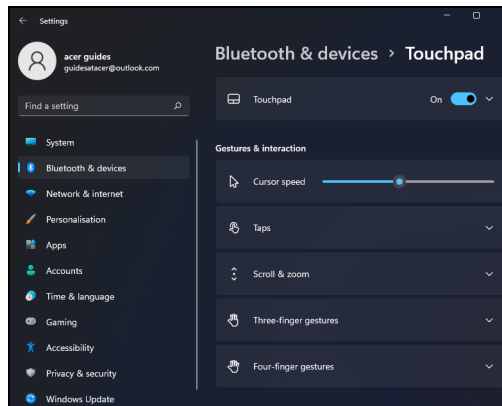 Settings
acer guides
guidesatacer@outlook.com
Find a setting
System
Bluetooth & devices
Network & internet
Personalisation
Apps
Accounts
Time & language
Gaming
Accessibility
Privacy & security
Windows Update
Bluetooth & devices > Touchpad
Touchpad On
Gestures & interaction
Cursor speed
Taps
Scroll & zoom
Three-finger gestures
Four-finger gestures